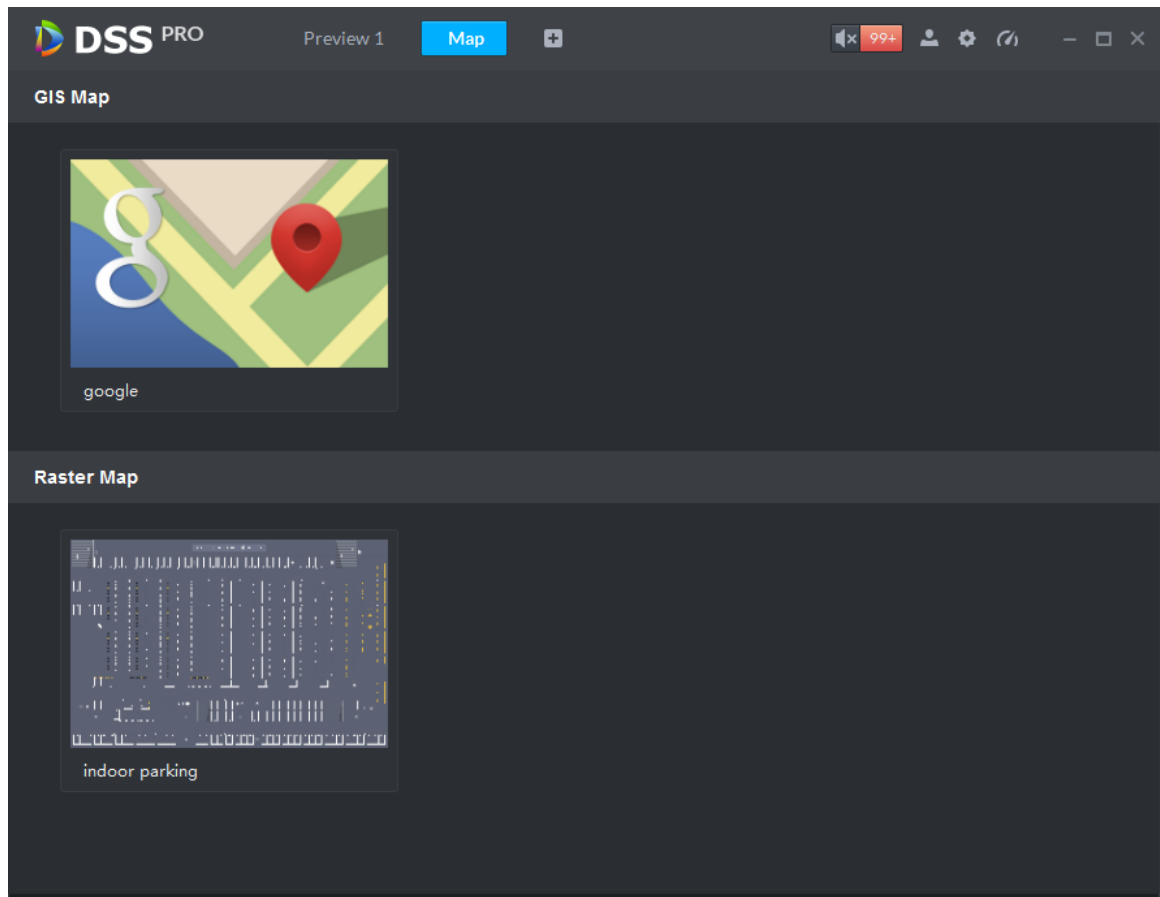 DSS PRO
Preview 1
Map
99+
GIS Map
g
google
Raster Map
indoor parking